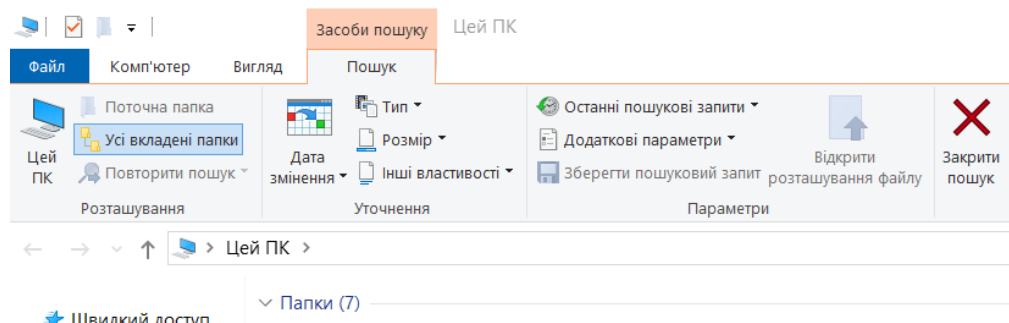 Засоби пошуку
Цей ПК
Файл
Комп'ютер
Вигляд
Пошук
Цей ПК
Поточна папка
Усі вкладені папки
Повторити пошук
Розташування
Дата змінення
Тип
Розмір
Інші властивості
Уточнення
Останні пошукові запити
Додаткові параметри
Зберегти пошуковий запит
Відкрити розташування файлу
Параметри
Закрити пошук
Цей ПК
Папки (7)
Швидкий доступ